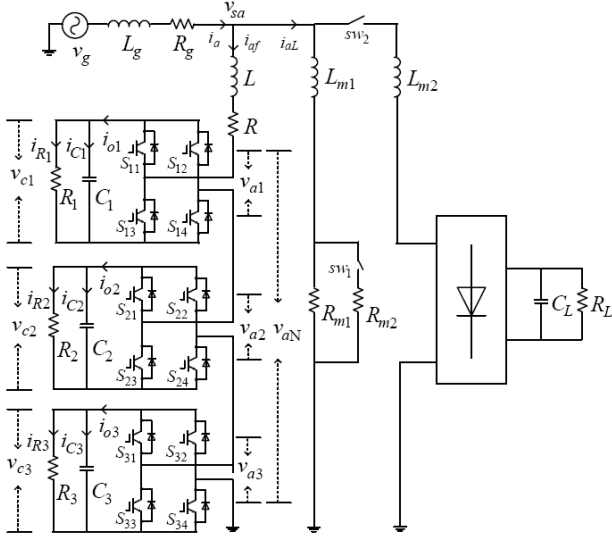 v_g
L_g
R_g
v_sa
i_a
i_af
i_aL
sw_2
L
R
L_m1
L_m2
v_c1
i_R1
i_C1
i_o1
R_1
C_1
S_11
S_12
S_13
S_14
v_a1
v_c2
i_R2
i_C2
i_o2
R_2
C_2
S_21
S_22
S_23
S_24
v_a2
v_aN
sw_1
R_m1
R_m2
C_L
R_L
v_c3
i_R3
i_C3
i_o3
R_3
C_3
S_31
S_32
S_33
S_34
v_a3